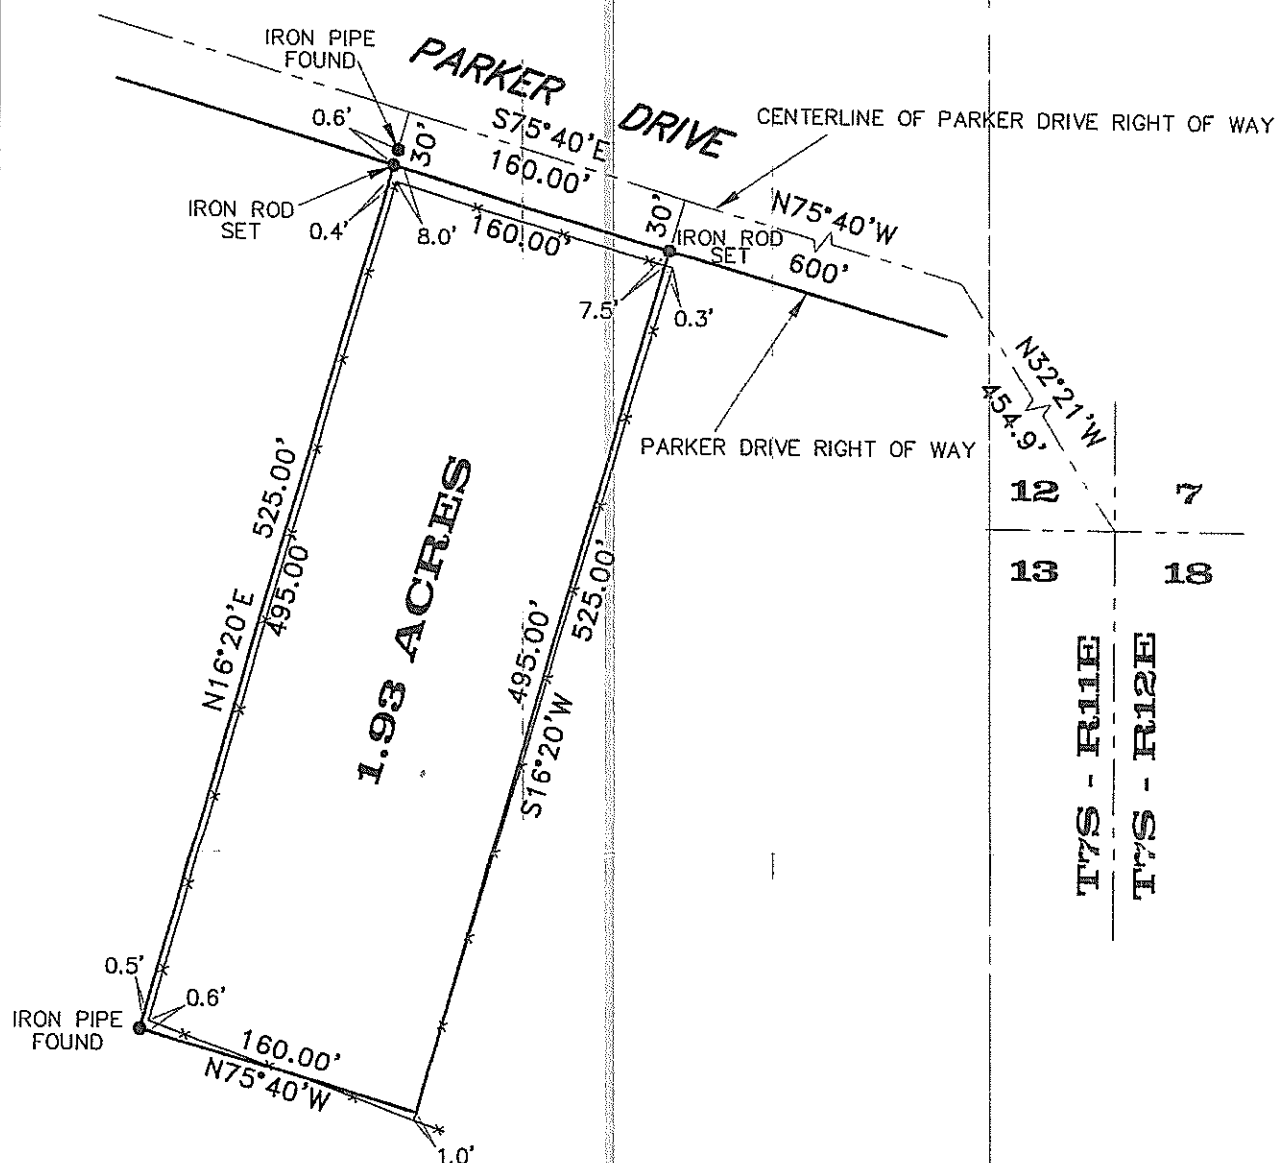 IRON PIPE
FOUND
PARKER DRIVE
0.6'
30'
S75°40'E
160.00'
CENTERLINE OF PARKER DRIVE RIGHT OF WAY
IRON ROD
SET
0.4'
8.0'
160.00'
30'
IRON ROD
SET
N75°40'W
600'
7.5'
0.3'
N32°21'W
454.9'
PARKER DRIVE RIGHT OF WAY
12
7
13
18
525.00'
495.00'
N16°20'E
1.93 ACRES
495.00'
525.00'
S16°20'W
T7S - R11E
T7S - R12E
0.5'
0.6'
IRON PIPE
FOUND
160.00'
N75°40'W
1.0'